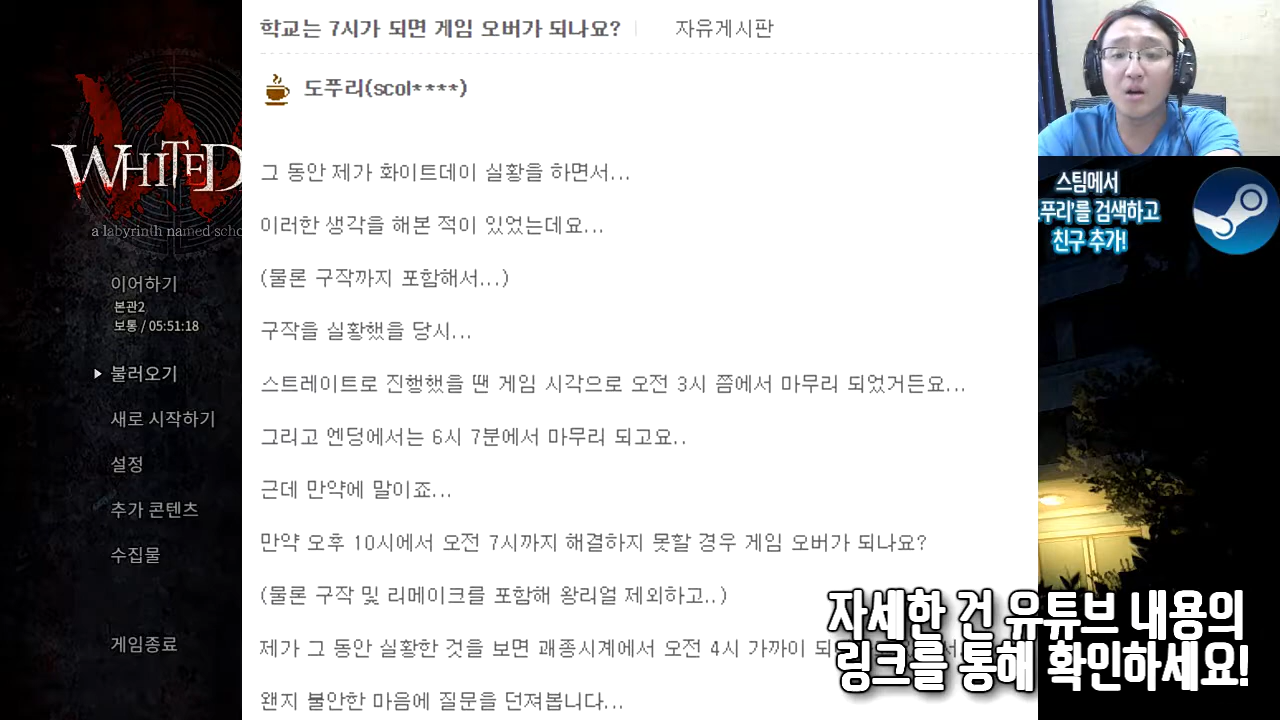 학교는 7시가 되면 게임 오버가 되나요?
자유게시판
도푸리(scol****)
그 동안 제가 화이트데이 실황을 하면서...
이러한 생각을 해본 적이 있었는데요...
(물론 구작까지 포함해서...)
구작을 실황했을 당시...
스트레이트로 진행했을 땐 게임 시각으로 오전 3시 쯤에서 마무리 되었거든요...
그리고 엔딩에서는 6시 7분에서 마무리 되고요..
근데 만약에 말이죠...
만약 오후 10시에서 오전 7시까지 해결하지 못할 경우 게임 오버가 되나요?
(물론 구작 및 리메이크를 포함해 왕리얼 제외하고..)
제가 그 동안 실황한 것을 보면 괘종시계에서 오전 4시 가까이
왠지 불안한 마음에 질문을 던져봅니다...
WHITED
a labyrinth named scho
이어하기
본관2
보통 / 05:51:18
불러오기
새로 시작하기
설정
추가 콘텐츠
수집물
게임종료
스팀에서
푸리'를 검색하고
친구 추가!
자세한 건 유튜브 내용의
링크를 통해 확인하세요!